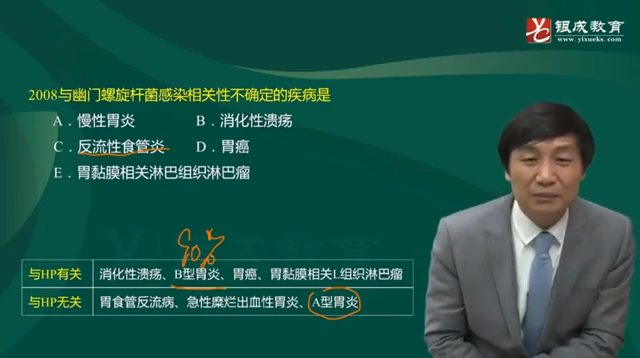 银成教育
www.yixueks.com
2008与幽门螺旋杆菌感染相关性不确定的疾病是
A．慢性胃炎 B．消化性溃疡
C．反流性食管炎 D．胃癌
E．胃黏膜相关淋巴组织淋巴瘤
90%
与HP有关 消化性溃疡、B型胃炎、胃癌、胃黏膜相关L组织淋巴瘤
与HP无关 胃食管反流病、急性糜烂出血性胃炎、A型胃炎